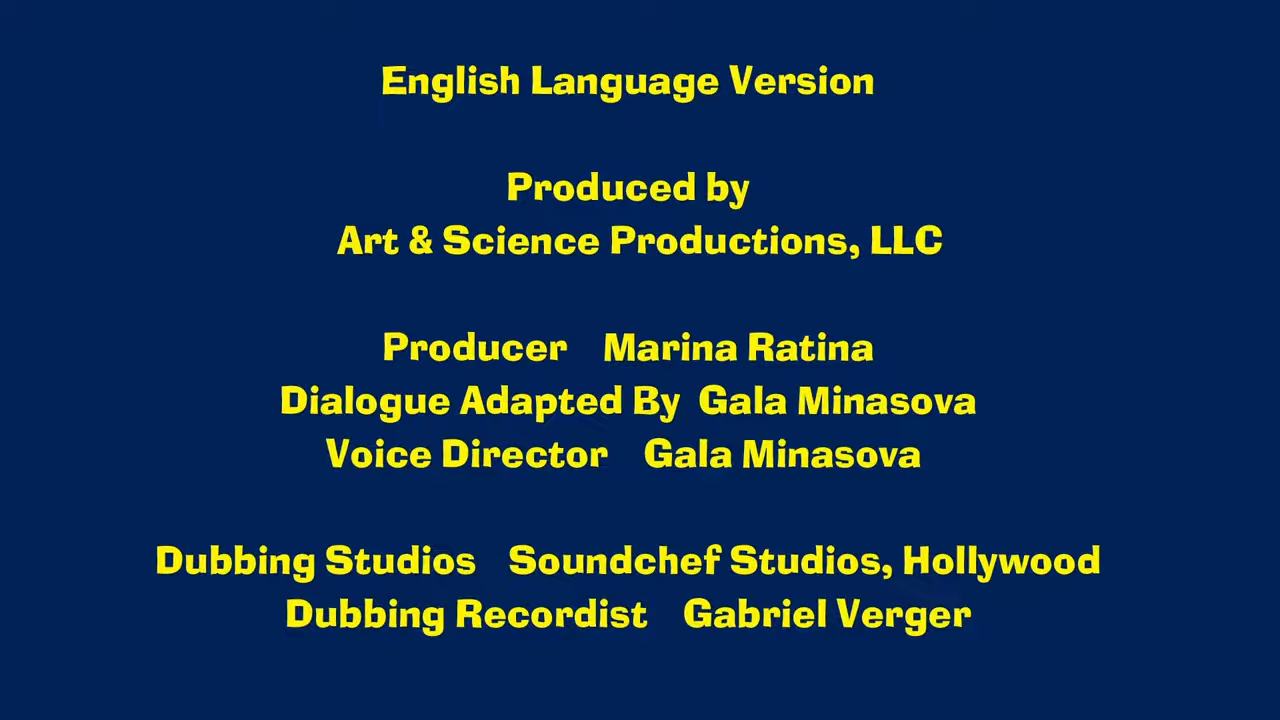 English Language Version
Produced by
Art & Science Productions, LLC
Producer Marina Ratina
Dialogue Adapted By Gala Minasova
Voice Director Gala Minasova
Dubbing Studios Soundchef Studios, Hollywood
Dubbing Recordist Gabriel Verger